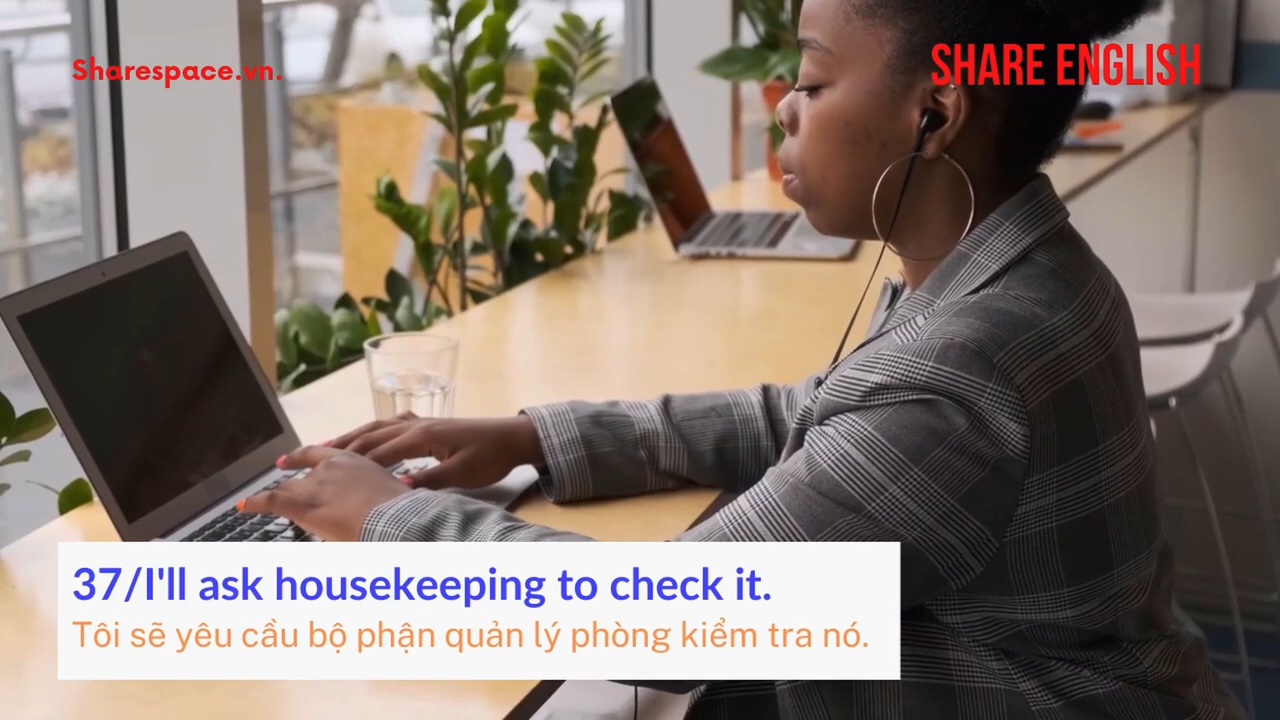 Sharespace.vn.
SHARE ENGLISH
37/I'll ask housekeeping to check it.
Tôi sẽ yêu cầu bộ phận quản lý phòng kiểm tra nó.